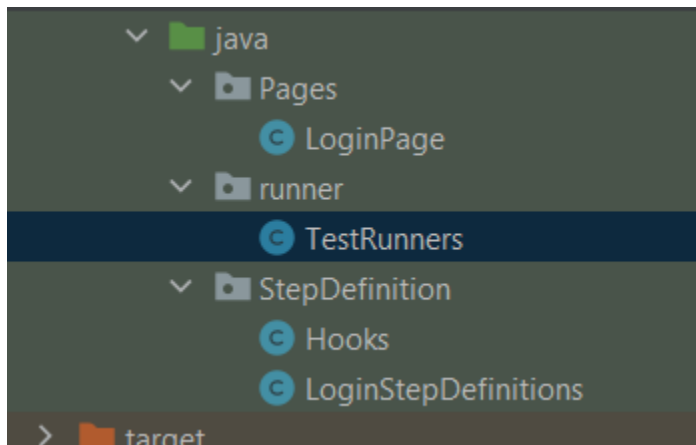 java
Pages
C LoginPage
runner
C TestRunners
StepDefinition
C Hooks
C LoginStepDefinitions
target